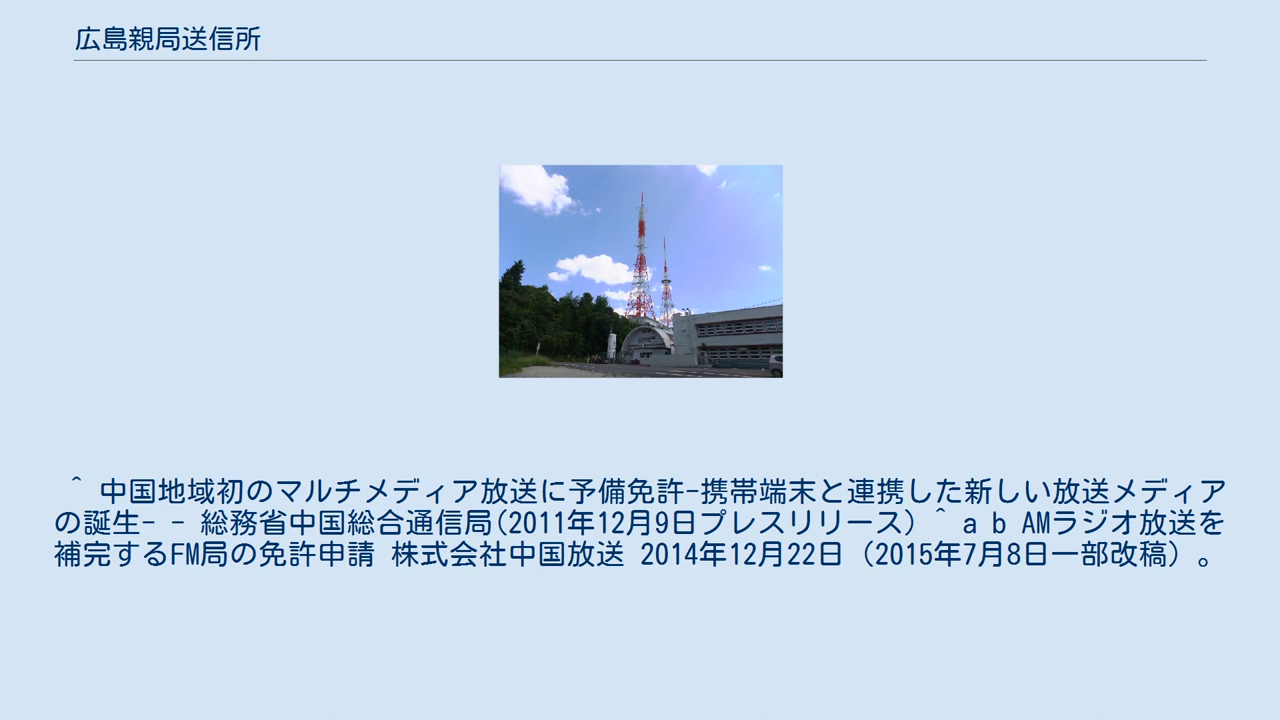 広島親局送信所
^ 中国地域初のマルチメディア放送に予備免許-携帯端末と連携した新しい放送メディア
の誕生- - 総務省中国総合通信局(2011年12月9日プレスリリース) ^ a b AMラジオ放送を
補完するFM局の免許申請 株式会社中国放送 2014年12月22日（2015年7月8日一部改稿）。